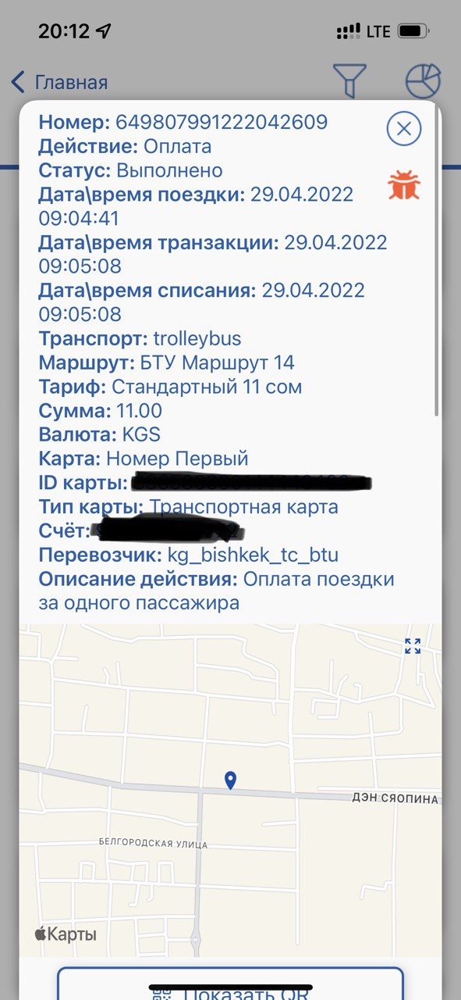 20:12 LTE
Главная
Номер: 649807991222042609
Действие: Оплата
Статус: Выполнено
Дата\время поездки: 29.04.2022
09:04:41
Дата\время транзакции: 29.04.2022
09:05:08
Дата\время списания: 29.04.2022
09:05:08
Транспорт: trolleybus
Маршрут: БТУ Маршрут 14
Тариф: Стандартный 11 сом
Сумма: 11.00
Валюта: KGS
Карта: Номер Первый
ID карты:
Тип карты: Транспортная карта
Счёт:
Перевозчик: kg_bishkek_tc_btu
Описание действия: Оплата поездки
за одного пассажира
ДЭН СЯОПИНА
БЕЛГОРОДСКАЯ УЛИЦА
Карты
Показать QR